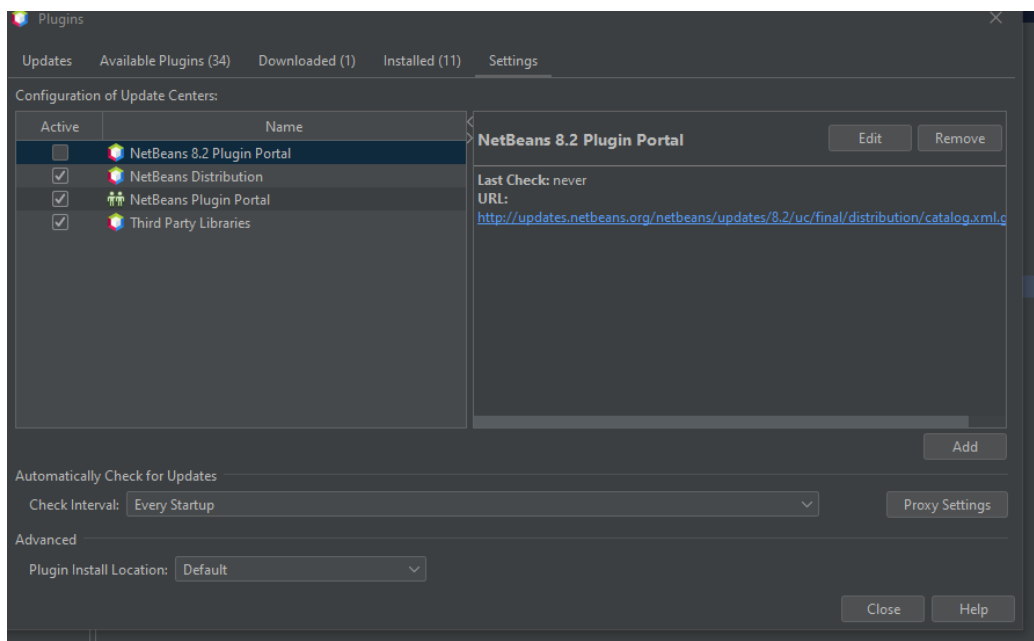 Plugins
Updates Available Plugins (34) Downloaded (1) Installed (11) Settings
Configuration of Update Centers:
Active Name
NetBeans 8.2 Plugin Portal
NetBeans Distribution
NetBeans Plugin Portal
Third Party Libraries
NetBeans 8.2 Plugin Portal Edit Remove
Last Check: never
URL:
http://updates.netbeans.org/netbeans/updates/8.2/uc/final/distribution/catalog.xml.g
Add
Automatically Check for Updates
Check Interval: Every Startup Proxy Settings
Advanced
Plugin Install Location: Default
Close Help